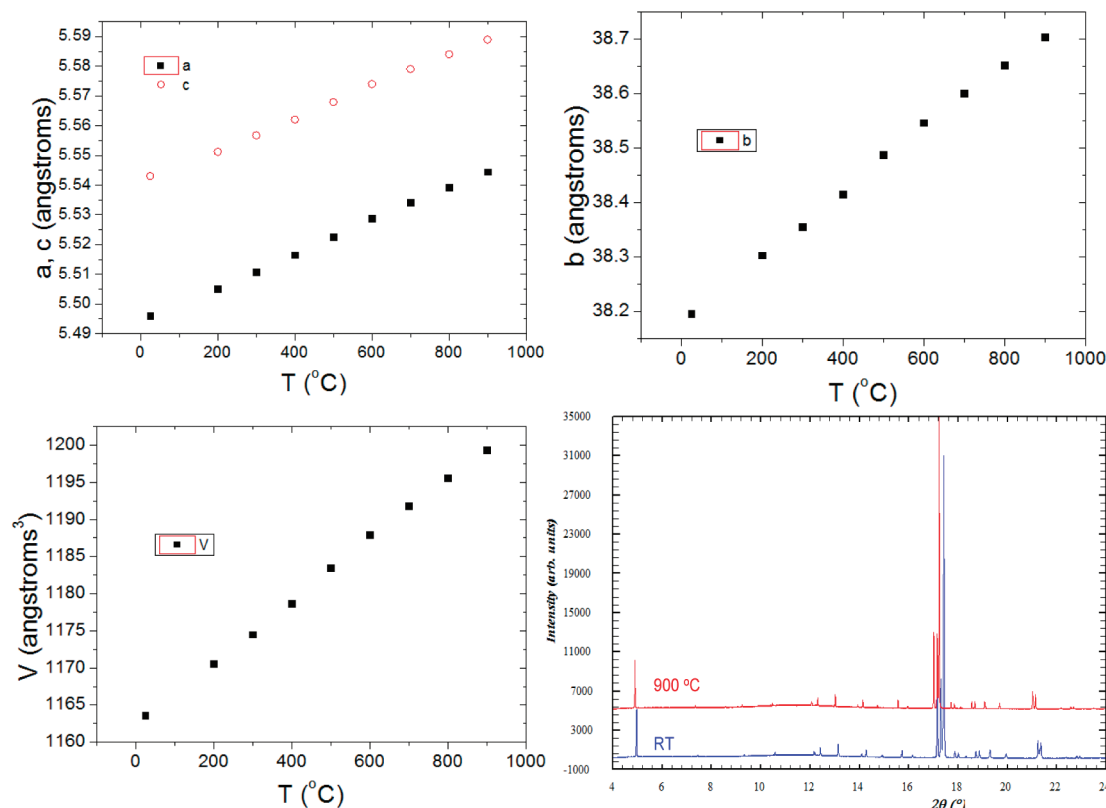 5.59
5.58
5.57
5.56
5.55
5.54
5.53
5.52
5.51
5.50
5.49
a, c (angstroms)
a
c
0 200 400 600 800 1000
T (°C)
38.7
38.6
38.5
38.4
38.3
38.2
b (angstroms)
b
0 200 400 600 800 1000
T (°C)
1200
1195
1190
1185
1180
1175
1170
1165
1160
V (angstroms³)
V
0 200 400 600 800 1000
T (°C)
35000
31000
27000
23000
19000
15000
11000
7000
3000
-1000
Intensity (arb. units)
900 ºC
RT
4 6 8 10 12 14 16 18 20 22 24
2θ (°)